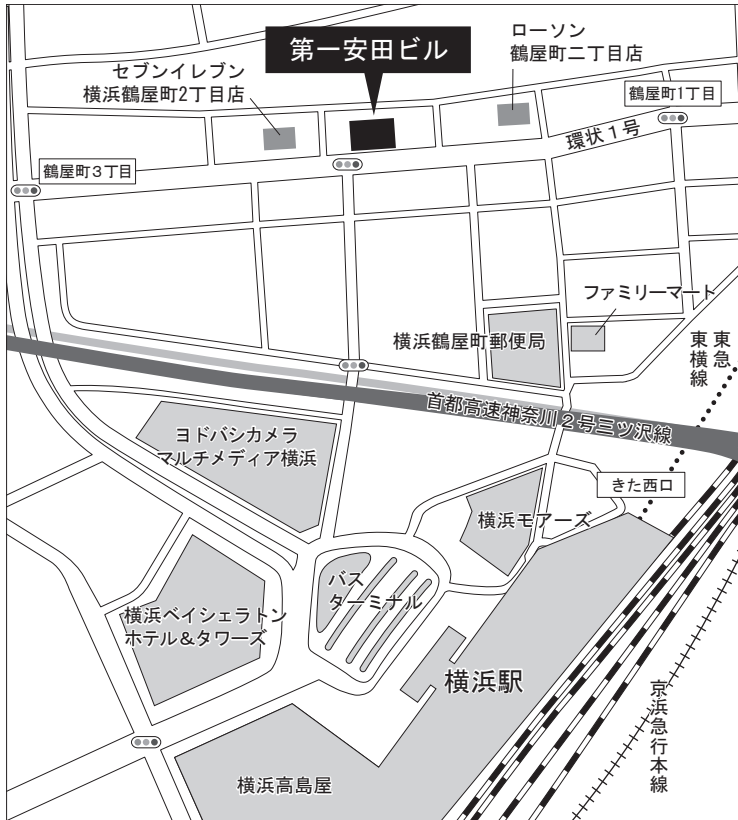 ローソン
鶴屋町二丁目店
第一安田ビル
セブンイレブン
横浜鶴屋町2丁目店
鶴屋町1丁目
環状1号
鶴屋町3丁目
ファミリーマート
横浜鶴屋町郵便局
東急
東横線
首都高速神奈川2号三ツ沢線
ヨドバシカメラ
マルチメディア横浜
きた西口
横浜モアーズ
バス
ターミナル
横浜ベイシェラトン
ホテル&タワーズ
横浜駅
京浜急行本線
横浜高島屋